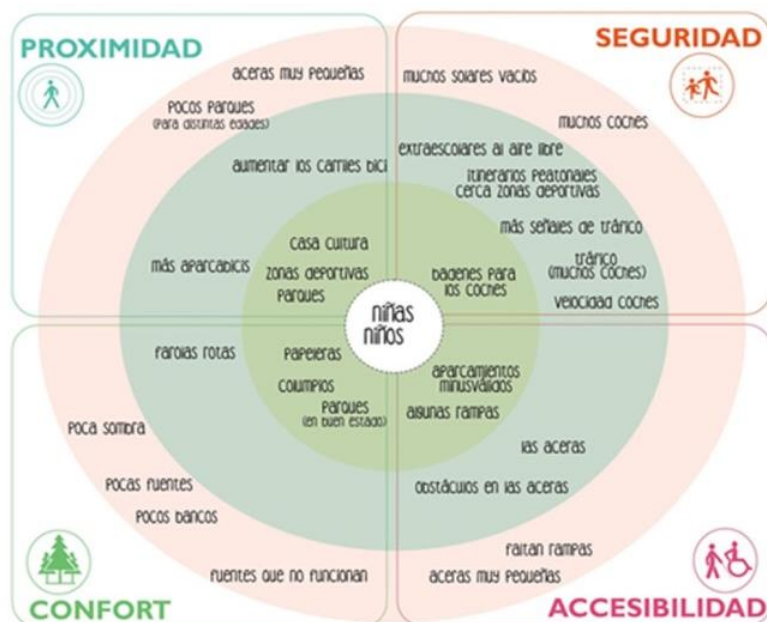 PROXIMIDAD
aceras muy pequeñas
pocos parques
(para distintas edades)
aumentar los carriles bici
casa cultura
más aparcabicis
zonas deportivas
parques
SEGURIDAD
muchos solares vacíos
muchos coches
extraescolares al aire libre
itinerarios peatonales
cerca zonas deportivas
más señales de tráfico
tráfico
(muchos coches)
bádenes para
los coches
velocidad coches
niñas
niños
farolas rotas
papeleras
columpios
parques
(en buen estado)
poca sombra
pocas fuentes
pocos bancos
fuentes que no funcionan
CONFORT
aparcamientos
minusválidos
algunas rampas
las aceras
obstáculos en las aceras
faltan rampas
aceras muy pequeñas
ACCESIBILIDAD